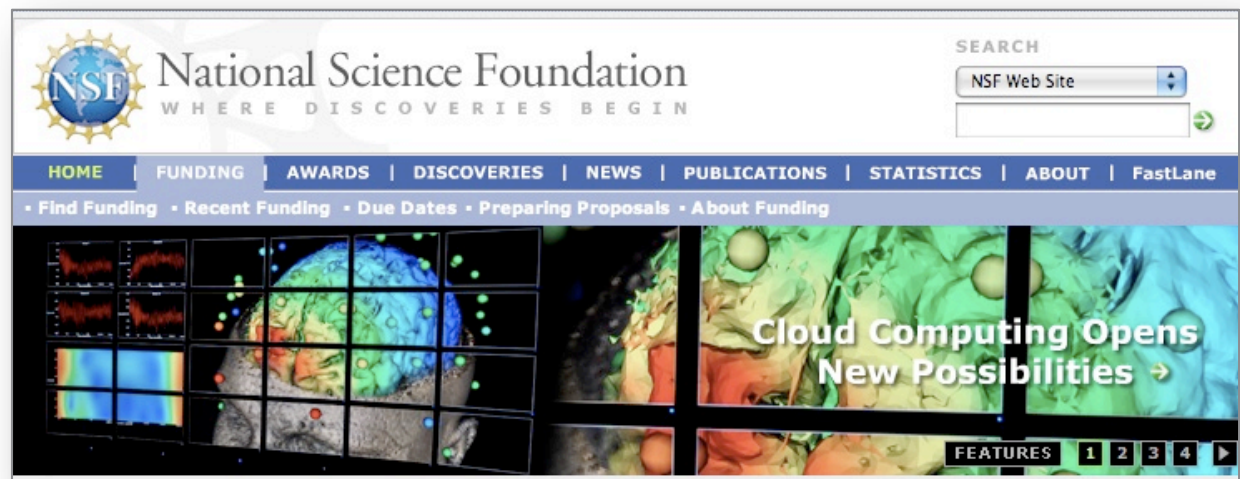 NSF
National Science Foundation
WHERE DISCOVERIES BEGIN
SEARCH
NSF Web Site
HOME | FUNDING | AWARDS | DISCOVERIES | NEWS | PUBLICATIONS | STATISTICS | ABOUT | FastLane
▪ Find Funding ▪ Recent Funding ▪ Due Dates ▪ Preparing Proposals ▪ About Funding
Cloud Computing Opens
New Possibilities
FEATURES 1 2 3 4